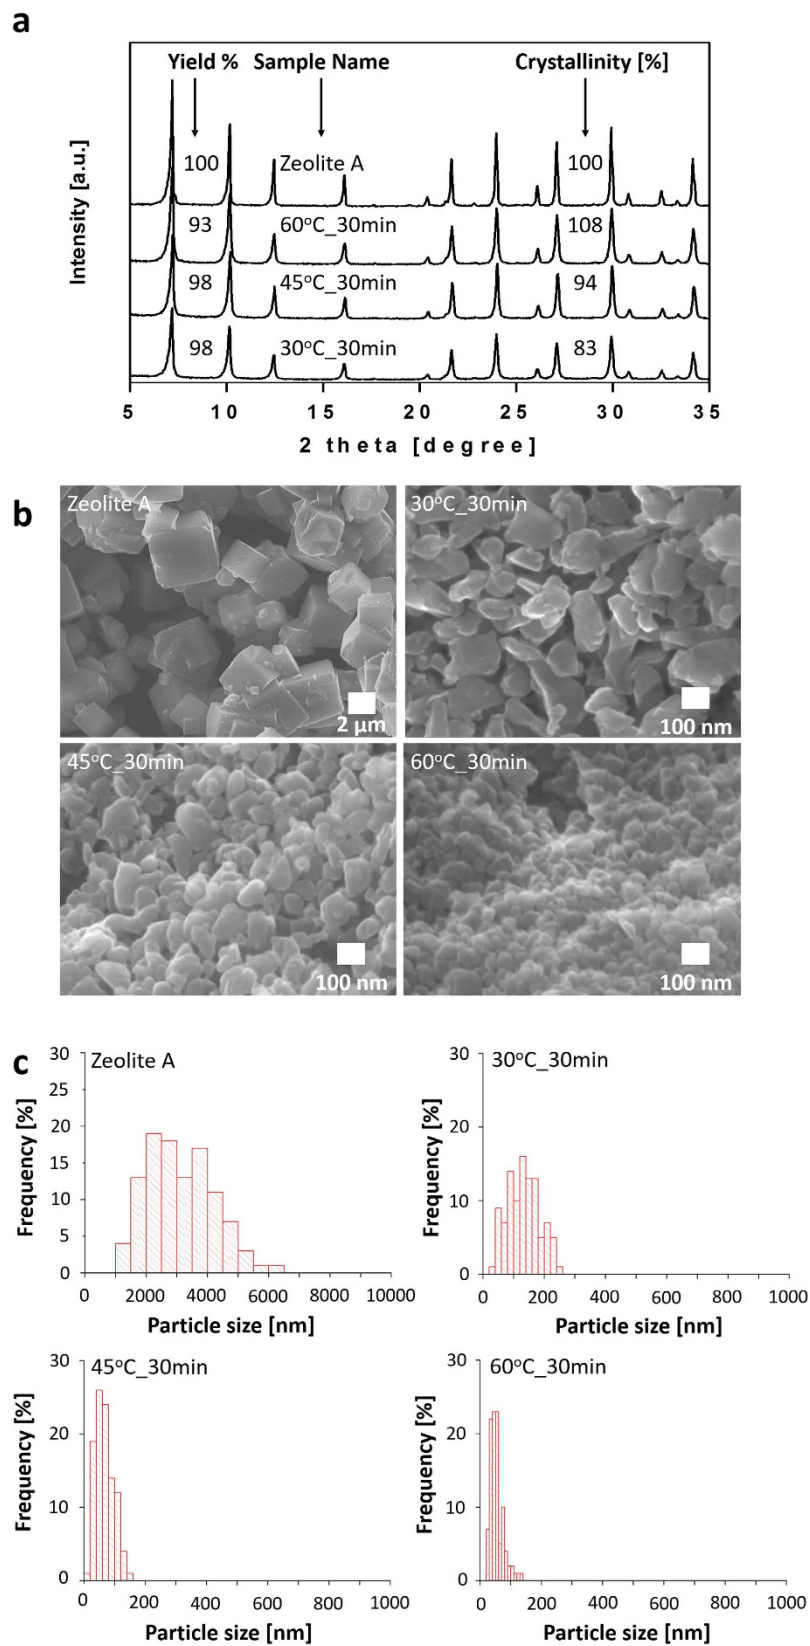 a
Yield % Sample Name Crystallinity [%]
100 Zeolite A 100
93 60°C_30min 108
98 45°C_30min 94
98 30°C_30min 83
Intensity [a.u.]
5 10 15 20 25 30 35
2 theta [degree]
b
Zeolite A
2 µm
30°C_30min
100 nm
45°C_30min
100 nm
60°C_30min
100 nm
c
Zeolite A
Frequency [%]
30
25
20
15
10
5
0
0 2000 4000 6000 8000 10000
Particle size [nm]
30°C_30min
Frequency [%]
30
20
10
0
0 200 400 600 800 1000
Particle size [nm]
45°C_30min
Frequency [%]
30
20
10
0
0 200 400 600 800 1000
Particle size [nm]
60°C_30min
Frequency [%]
30
20
10
0
0 200 400 600 800 1000
Particle size [nm]